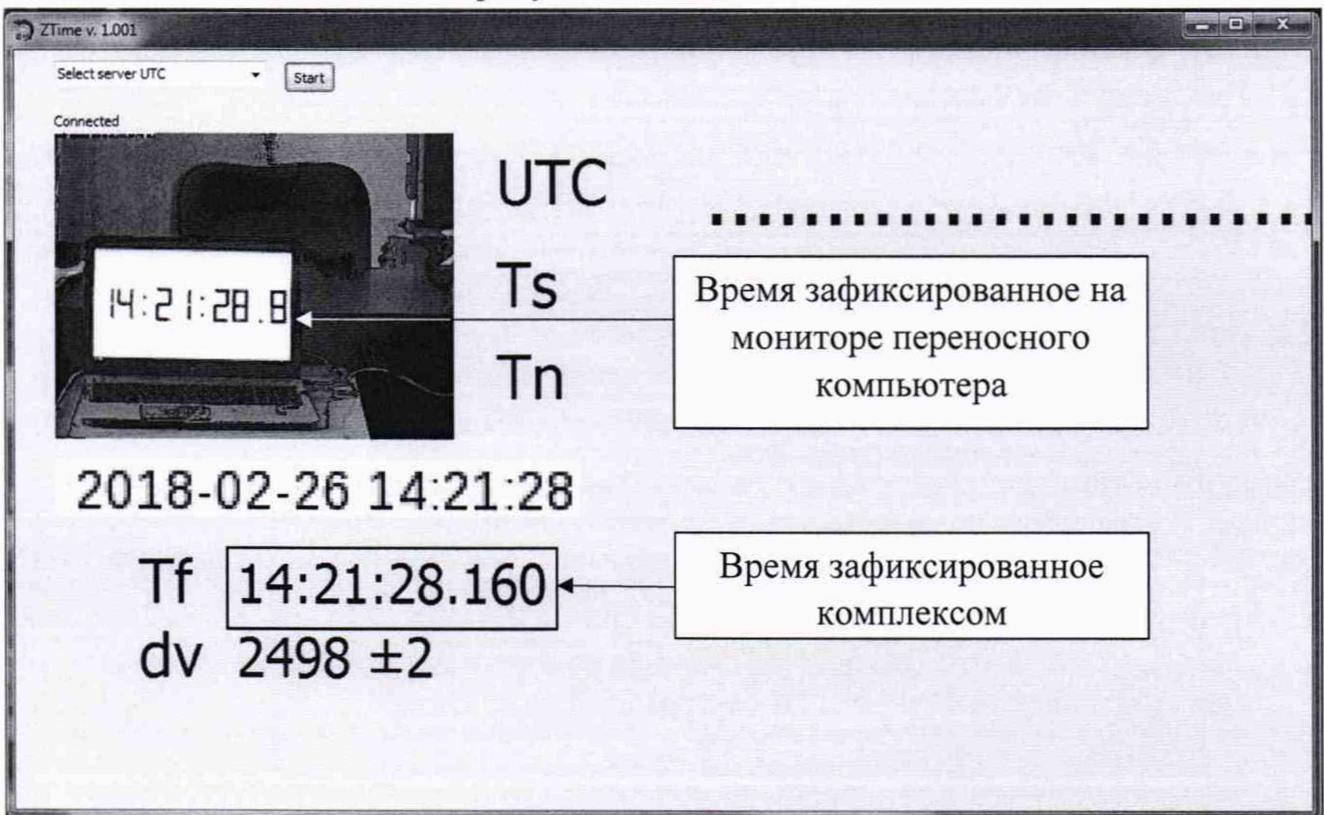 ZTime v. 1.001
Select server UTC
Start
Connected
14:21:28.8
UTC
Ts
Tn
Время зафиксированное на
мониторе переносного
компьютера
2018-02-26 14:21:28
Tf 14:21:28.160
Время зафиксированное
комплексом
dv 2498 ±2